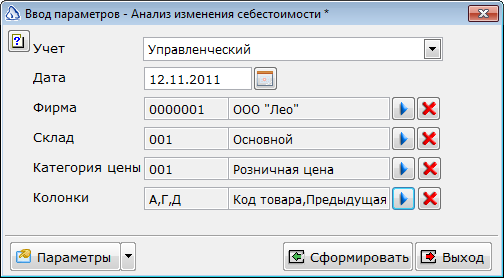 Ввод параметров - Анализ изменения себестоимости *
Учет Управленческий
Дата 12.11.2011
Фирма 0000001 ООО "Лео"
Склад 001 Основной
Категория цены 001 Розничная цена
Колонки А,Г,Д Код товара,Предыдущая
Параметры Сформировать Выход